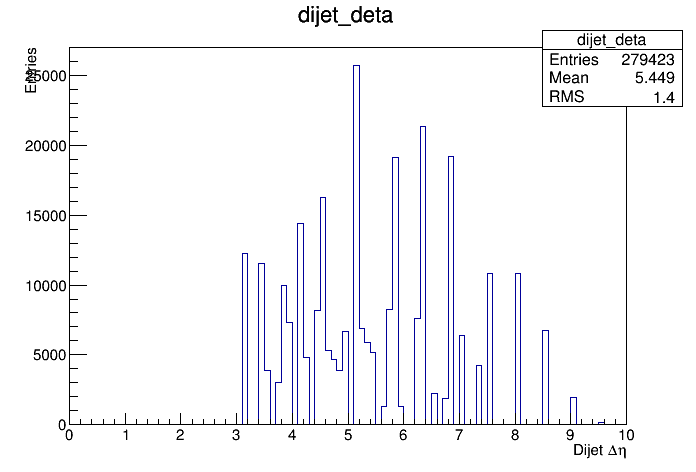 dijet_deta
dijet_deta
Entries 279423
Mean 5.449
RMS 1.4
Entries
25000
20000
15000
10000
5000
0
0 1 2 3 4 5 6 7 8 9 10
Dijet Δη